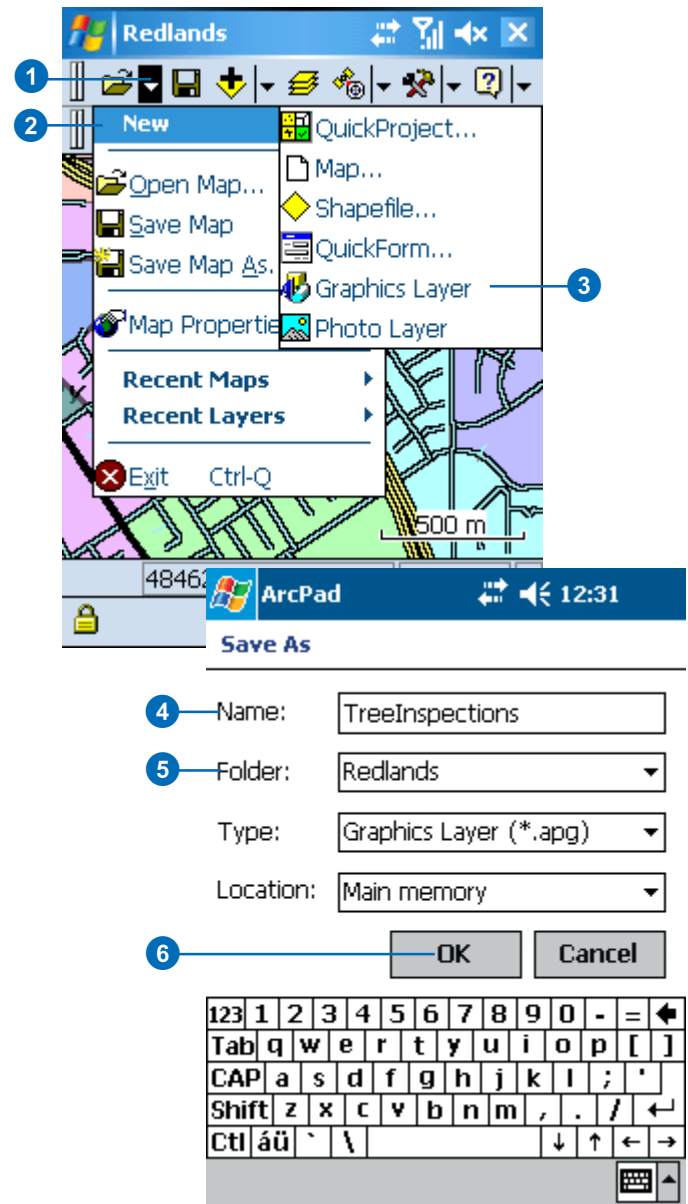 Redlands
1
2
New
QuickProject...
Map...
Open Map...
Shapefile...
Save Map
QuickForm...
Save Map As.
Graphics Layer
3
Map Propertie
Photo Layer
Recent Maps
Recent Layers
Exit Ctrl-Q
500 m
4846
ArcPad 12:31
Save As
4 Name: TreeInspections
5 Folder: Redlands
Type: Graphics Layer (*.apg)
Location: Main memory
6 OK Cancel
123 1 2 3 4 5 6 7 8 9 0 - =
Tab q w e r t y u i o p [ ]
CAP a s d f g h j k l ; '
Shift z x c v b n m , . /
Ctl áü ` \ ↓ ↑ ← →